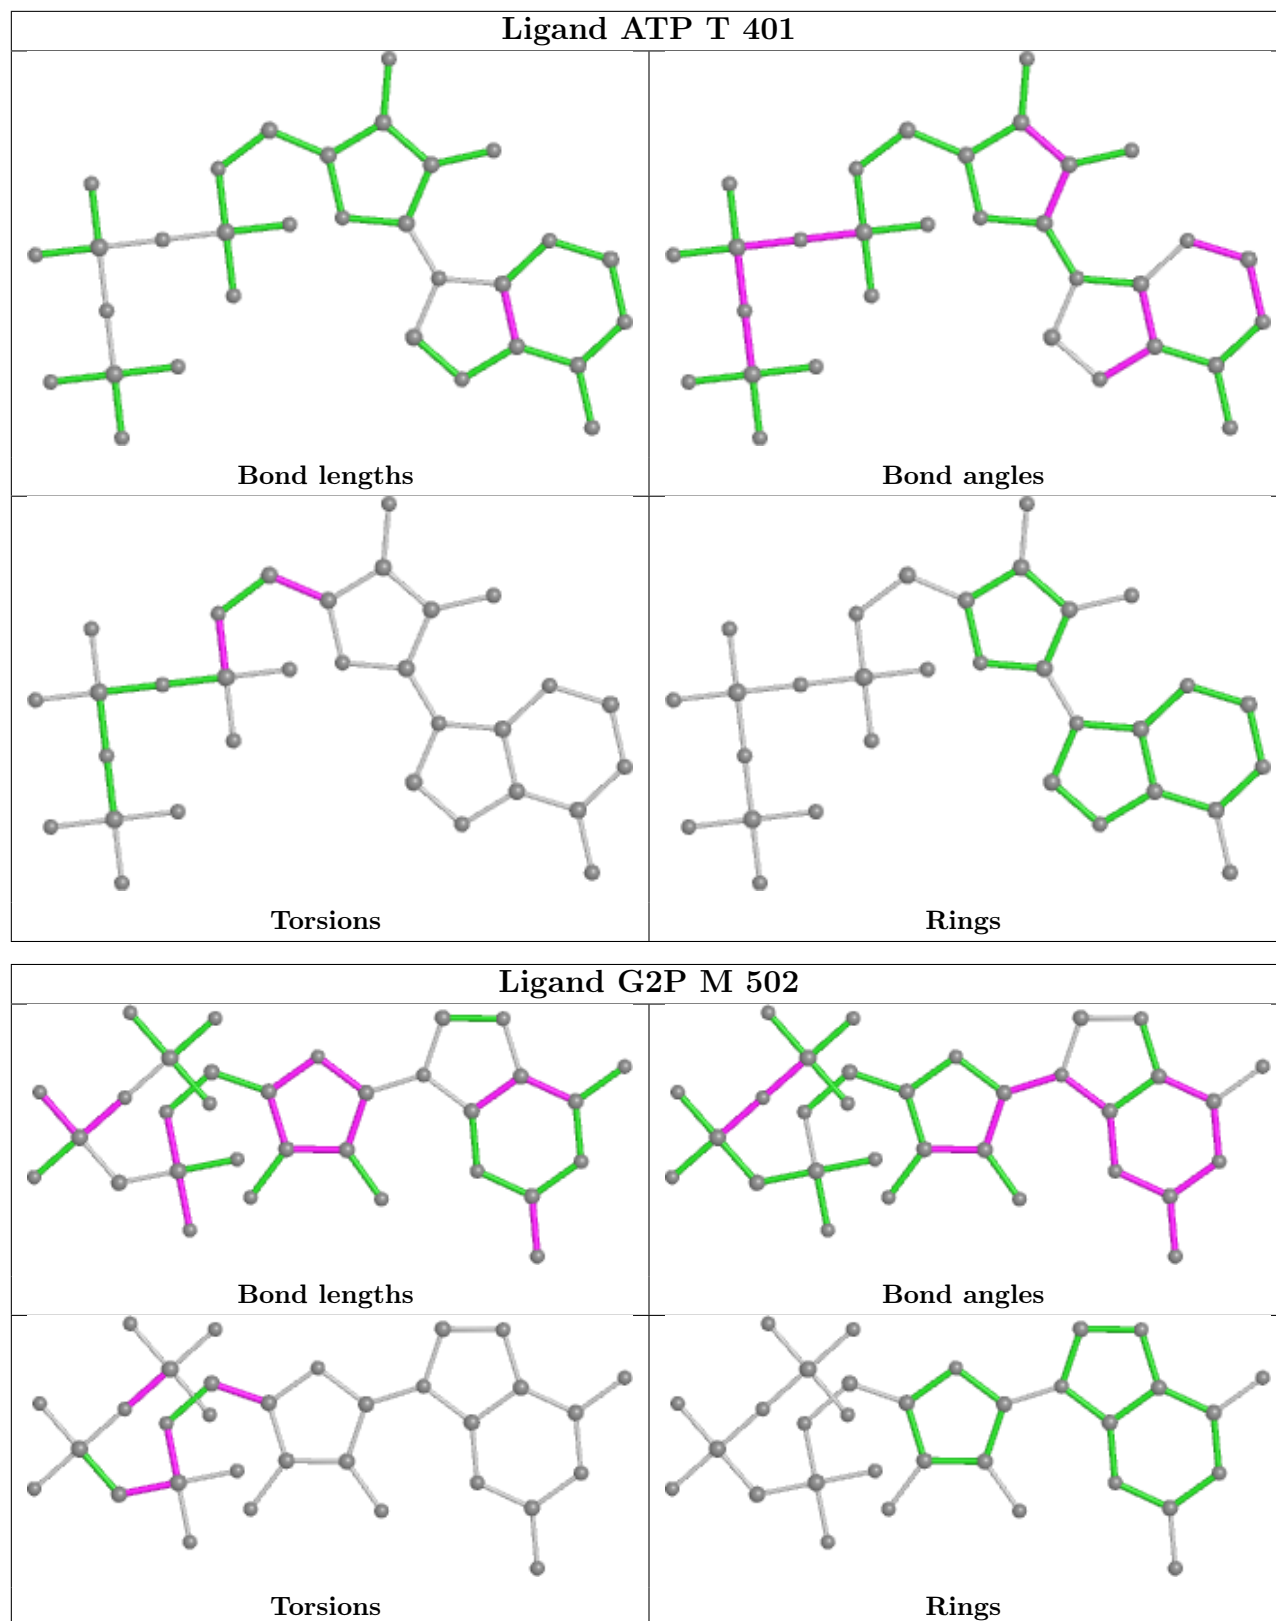 Ligand ATP T 401
Bond lengths
Bond angles
Torsions
Rings
Ligand G2P M 502
Bond lengths
Bond angles
Torsions
Rings